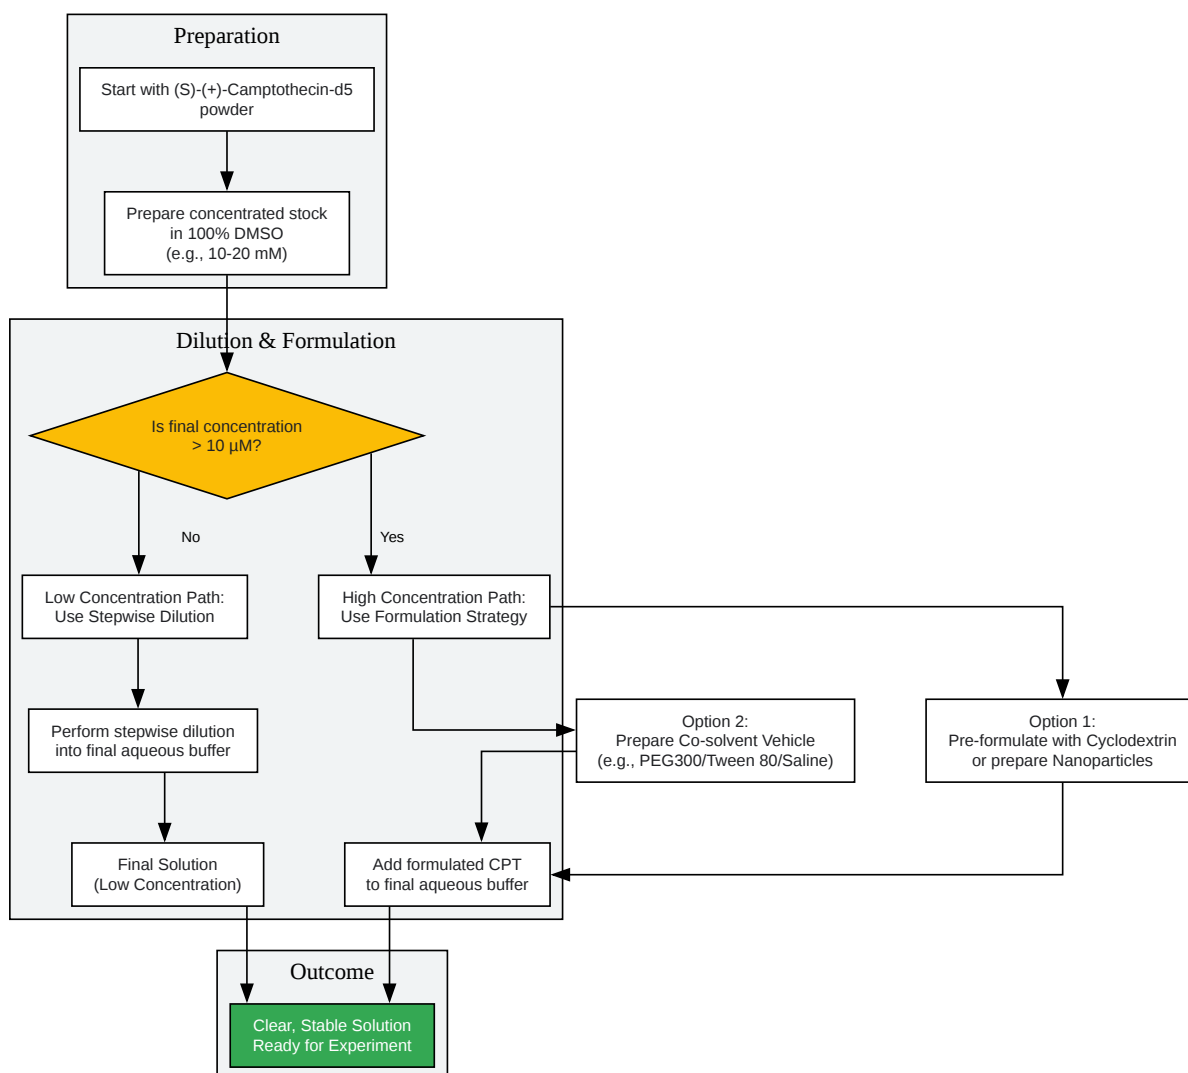 Preparation
Start with (S)-(+)-Camptothecin-d5
powder
Prepare concentrated stock
in 100% DMSO
(e.g., 10-20 mM)
Dilution & Formulation
Is final concentration
> 10 µM?
No
Yes
Low Concentration Path:
Use Stepwise Dilution
High Concentration Path:
Use Formulation Strategy
Perform stepwise dilution
into final aqueous buffer
Option 2:
Prepare Co-solvent Vehicle
(e.g., PEG300/Tween 80/Saline)
Option 1:
Pre-formulate with Cyclodextrin
or prepare Nanoparticles
Final Solution
(Low Concentration)
Add formulated CPT
to final aqueous buffer
Outcome
Clear, Stable Solution
Ready for Experiment